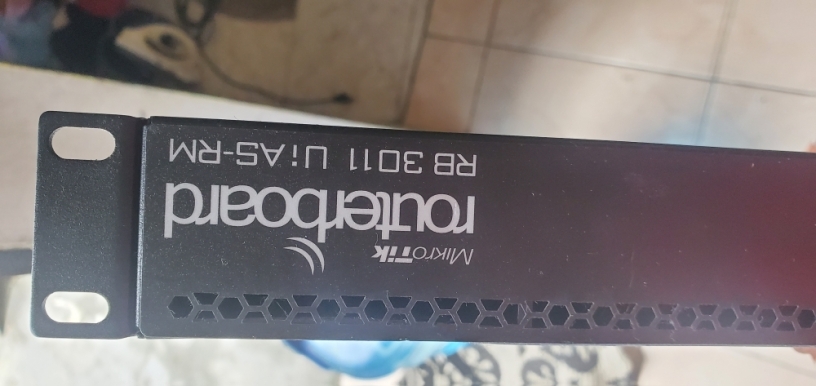 MikroTik
routerboard
RB 3011 UiAS-RM